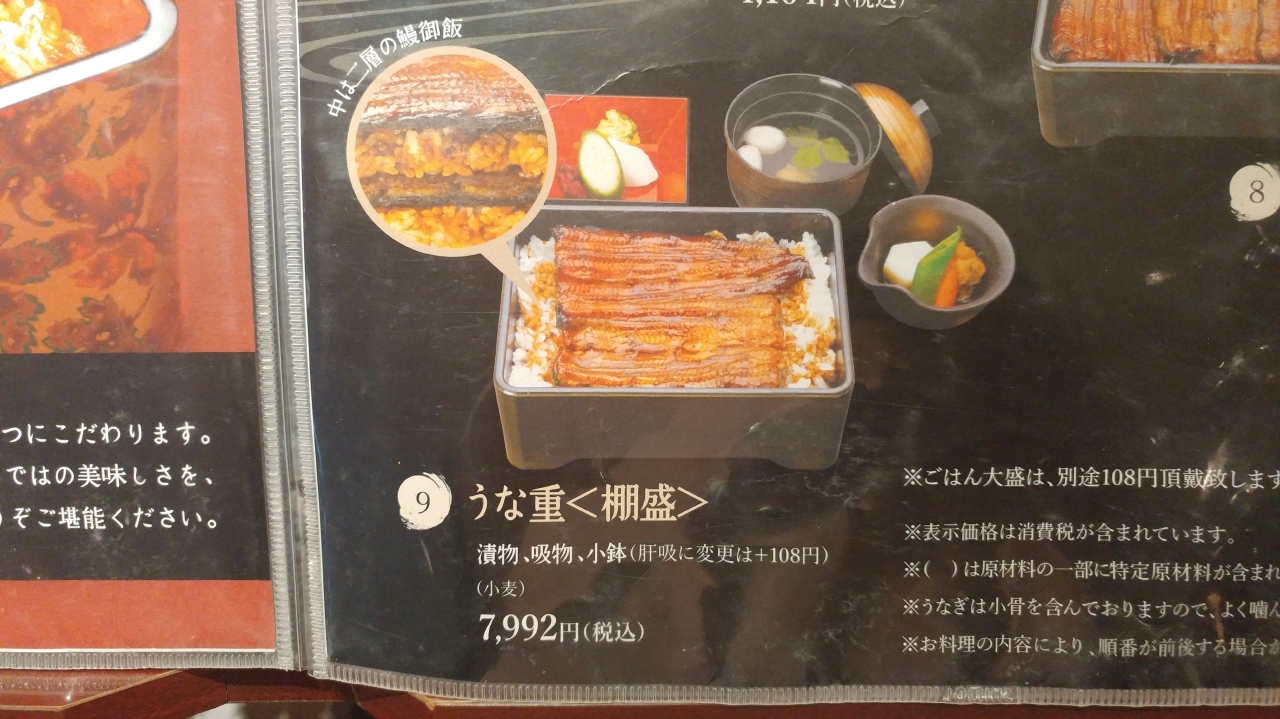 つにこだわります。
ではの美味しさを、
ぞご堪能ください。
円(税込)
中は二層の鰻御飯
8
9
うな重<棚盛>
漬物、吸物、小鉢(肝吸に変更は+108円)
(小麦)
7,992円(税込)
※ごはん大盛は、別途108円頂戴致します
※表示価格は消費税が含まれています。
※( )は原材料の一部に特定原材料が含まれ
※うなぎは小骨を含んでおりますので、よく噛ん
※お料理の内容により、順番が前後する場合が